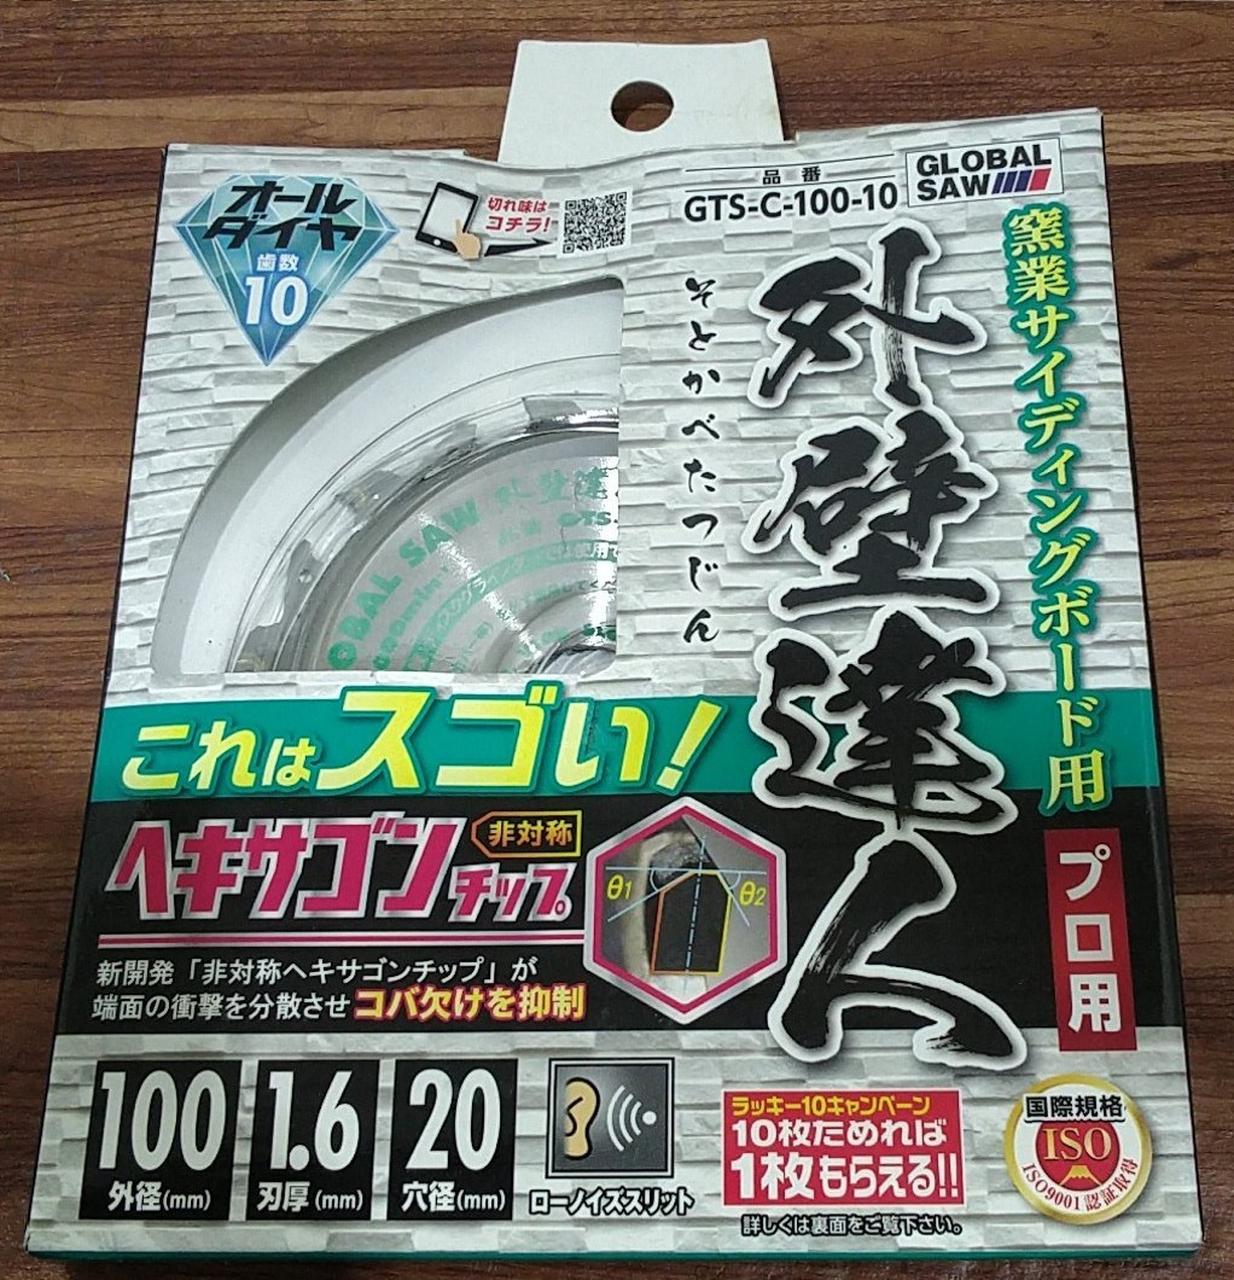 オール
ダイヤ
歯数
10
切れ味は
コチラ!
品番
GTS-C-100-10
GLOBAL
SAW
窯業サイディングボード用
プロ用
外壁達人
そとかべたつじん
OBAL SAW 外壁達
GTS-
これはスゴい!
ヘキサゴンチップ
非対称
θ1
θ2
新開発「非対称ヘキサゴンチップ」が
端面の衝撃を分散させコバ欠けを抑制
100
外径(mm)
1.6
刃厚(mm)
20
穴径(mm)
ローノイズスリット
ラッキー10キャンペーン
10枚ためれば
1枚もらえる!!
詳しくは裏面をご覧下さい。
国際規格
ISO
ISO9001認証取得